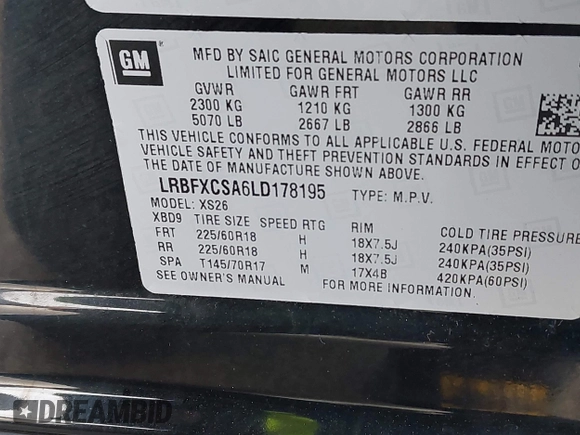 GM
MFD BY SAIC GENERAL MOTORS CORPORATION
LIMITED FOR GENERAL MOTORS LLC
GVWR GAWR FRT GAWR RR
2300 KG 1210 KG 1300 KG
5070 LB 2667 LB 2866 LB
THIS VEHICLE CONFORMS TO ALL APPLICABLE U.S. FEDERAL MOTOR
VEHICLE SAFETY AND THEFT PREVENTION STANDARDS IN EFFECT O
DATE OF MANUFACTURE SHOWN ABOVE.
LRBFXCSA6LD178195 TYPE: M.P.V.
MODEL: XS26
XBD9 TIRE SIZE SPEED RTG RIM COLD TIRE PRESSURE
FRT 225/60R18 H 18X7.5J 240KPA(35PSI)
RR 225/60R18 H 18X7.5J 240KPA(35PSI)
SPA T145/70R17 M 17X4B 420KPA(60PSI)
SEE OWNER'S MANUAL FOR MORE INFORMATION
DREAMBID